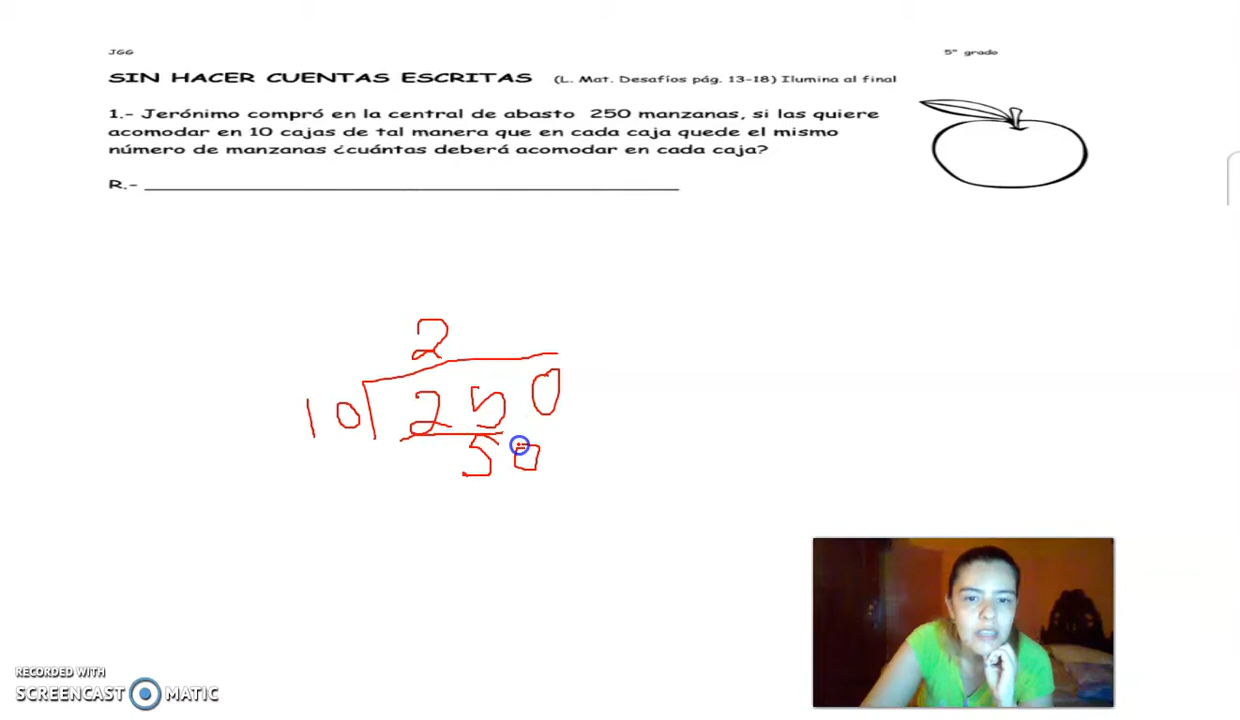 JGG 5° grado
SIN HACER CUENTAS ESCRITAS (L. Mat. Desafíos pág. 13-18) Ilumina al final
1.- Jerónimo compró en la central de abasto 250 manzanas, si las quiere
acomodar en 10 cajas de tal manera que en cada caja quede el mismo
número de manzanas ¿cuántas deberá acomodar en cada caja?
R.- ___________________________________________
2
10 250
50
RECORDED WITH
SCREENCAST MATIC